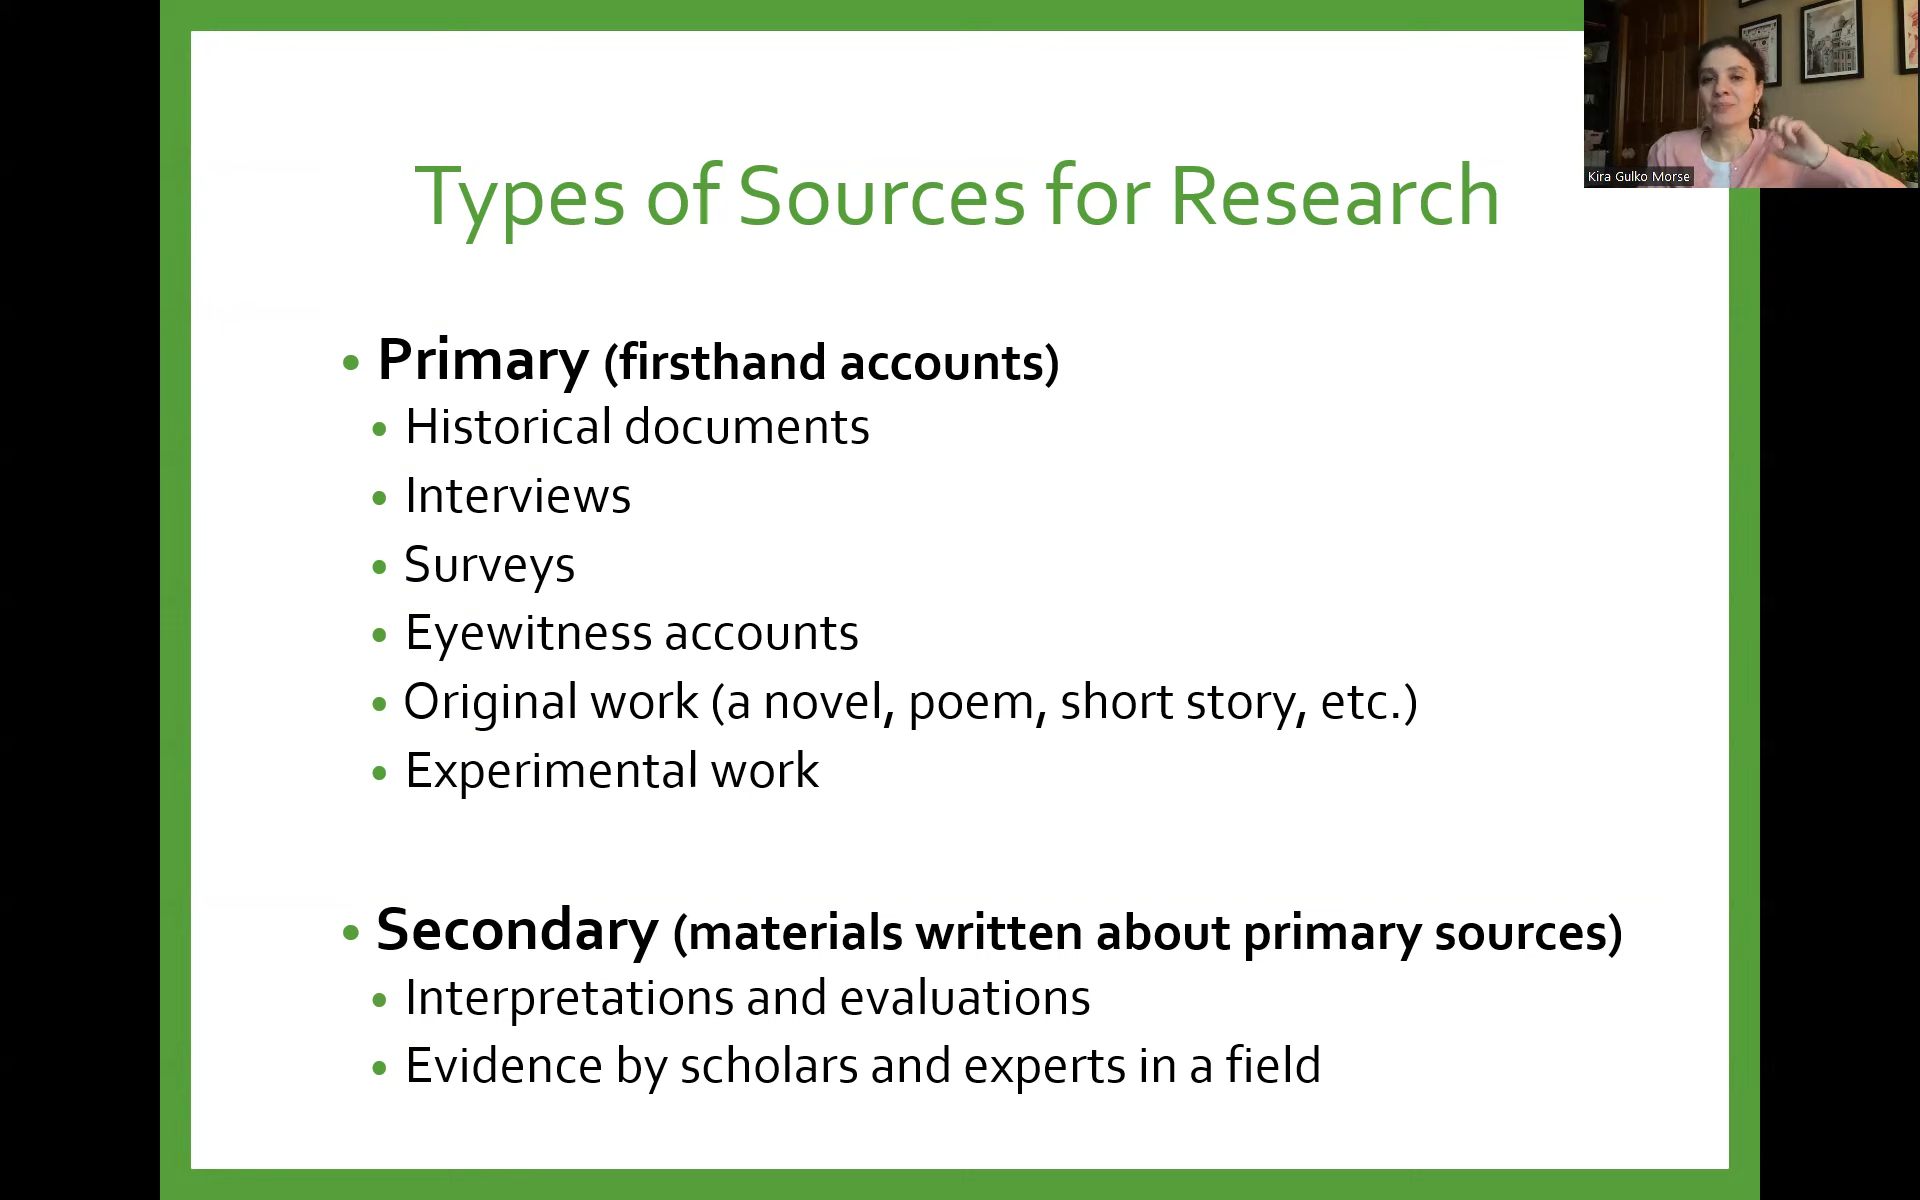 Types of Sources for Research
Kira Gulko Morse
• Primary (firsthand accounts)
• Historical documents
• Interviews
• Surveys
• Eyewitness accounts
• Original work (a novel, poem, short story, etc.)
• Experimental work
• Secondary (materials written about primary sources)
• Interpretations and evaluations
• Evidence by scholars and experts in a field